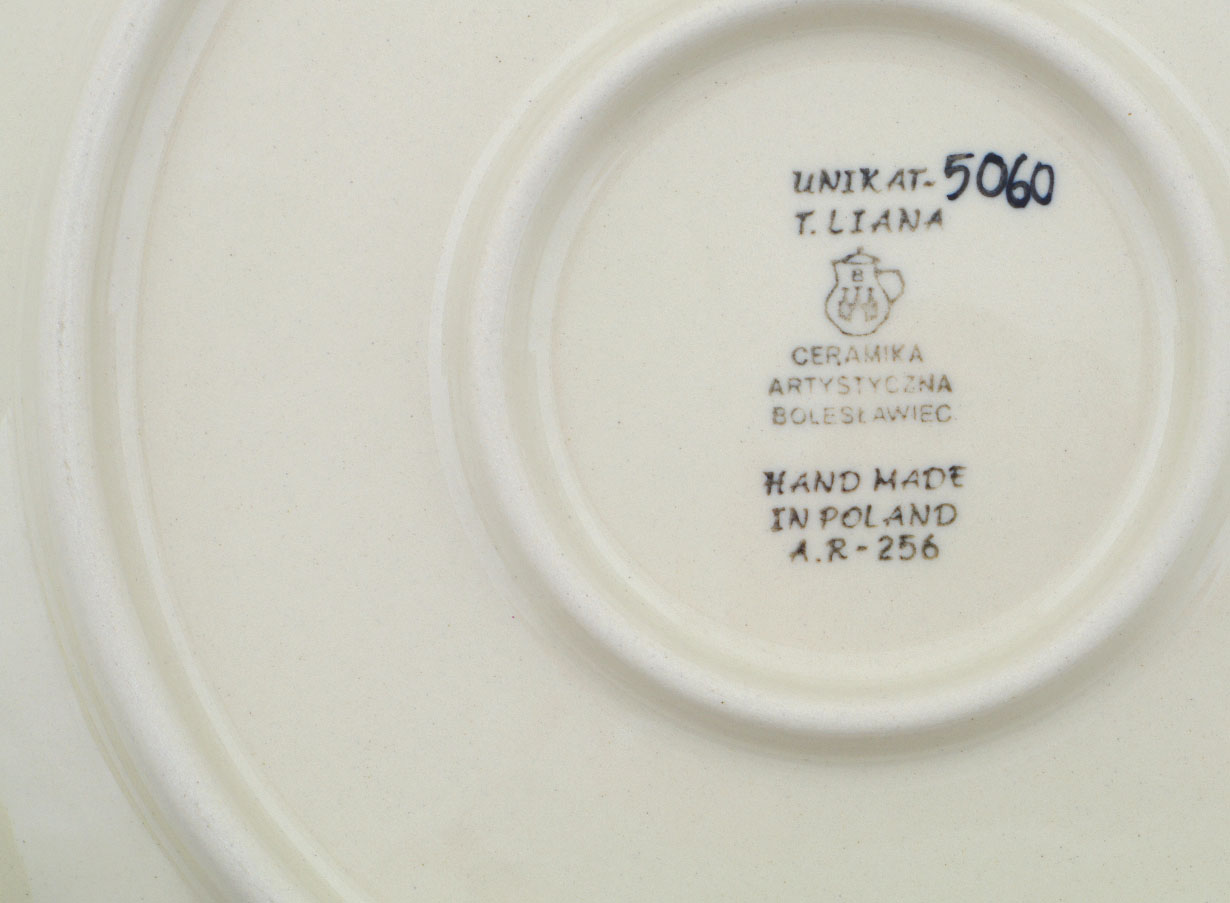 UNIKAT-5060
T. LIANA
B
CERAMIKA
ARTYSTYCZNA
BOLESŁAWIEC
HAND MADE
IN POLAND
A.R-256